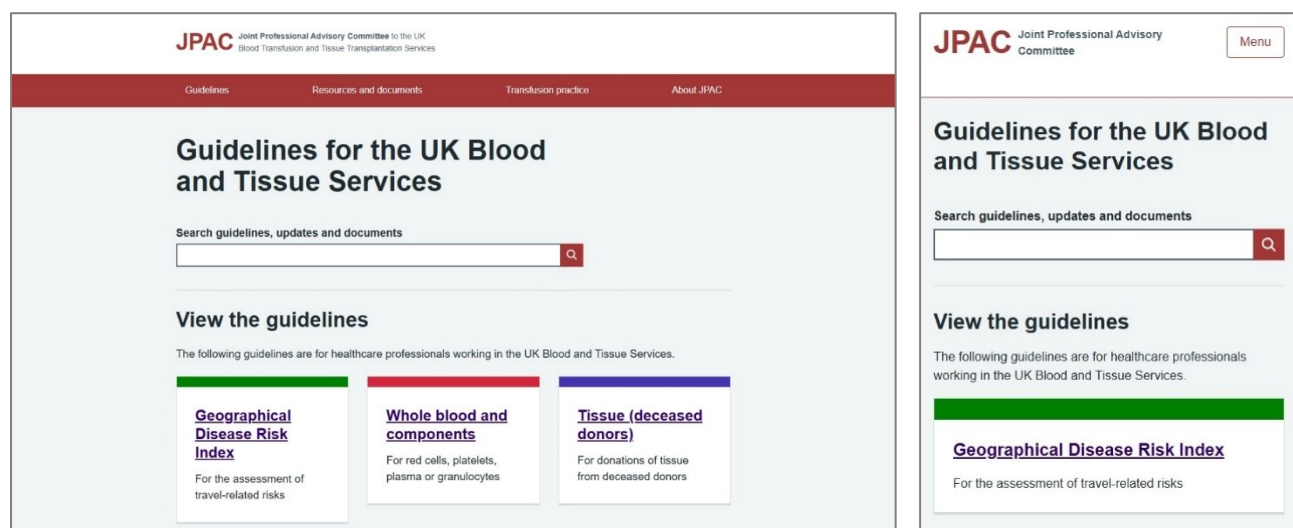 JPAC Joint Professional Advisory Committee to the UK
Blood Transfusion and Tissue Transplantation Services
Guidelines Resources and documents Transfusion practice About JPAC
Guidelines for the UK Blood
and Tissue Services
Search guidelines, updates and documents
View the guidelines
The following guidelines are for healthcare professionals working in the UK Blood and Tissue Services.
Geographical
Disease Risk
Index
For the assessment of
travel-related risks
Whole blood and
components
For red cells, platelets,
plasma or granulocytes
Tissue (deceased
donors)
For donations of tissue
from deceased donors
JPAC Joint Professional Advisory
Committee
Menu
Guidelines for the UK Blood
and Tissue Services
Search guidelines, updates and documents
View the guidelines
The following guidelines are for healthcare professionals
working in the UK Blood and Tissue Services.
Geographical Disease Risk Index
For the assessment of travel-related risks